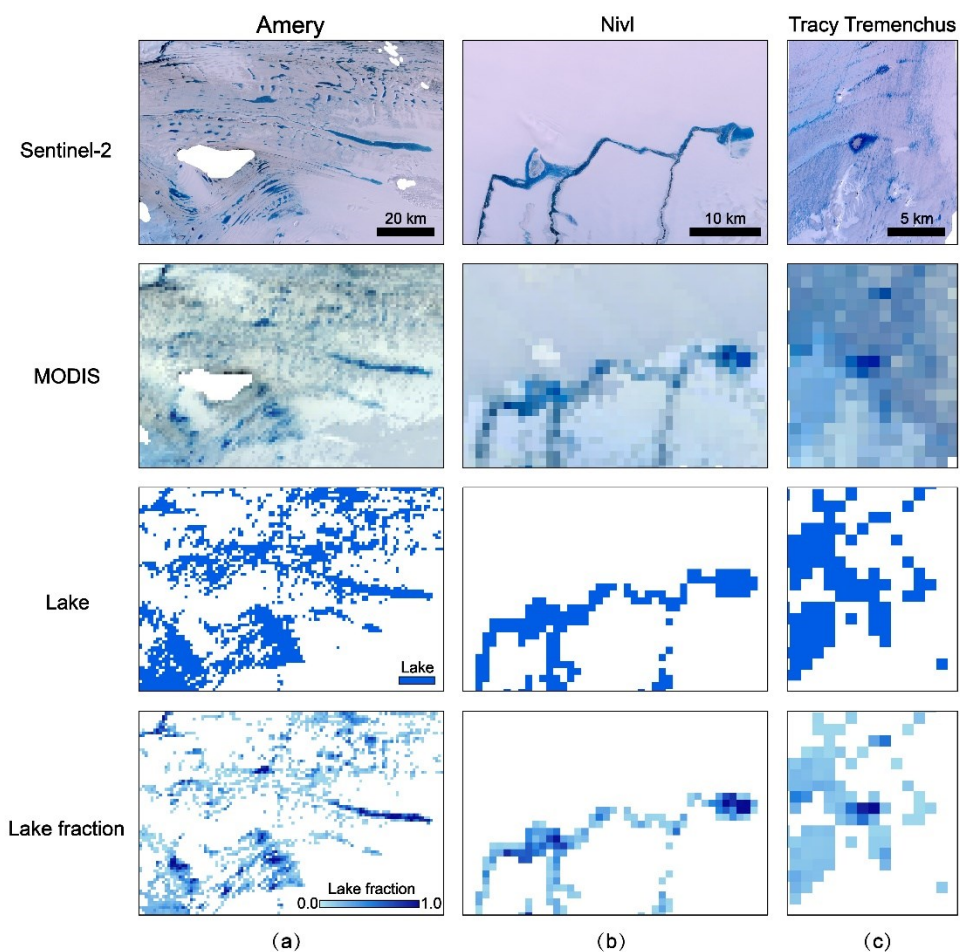 Amery
Nivl
Tracy Tremenchus
Sentinel-2
20 km
10 km
5 km
MODIS
Lake
Lake
Lake fraction
Lake fraction
0.0
1.0
(a)
(b)
(c)